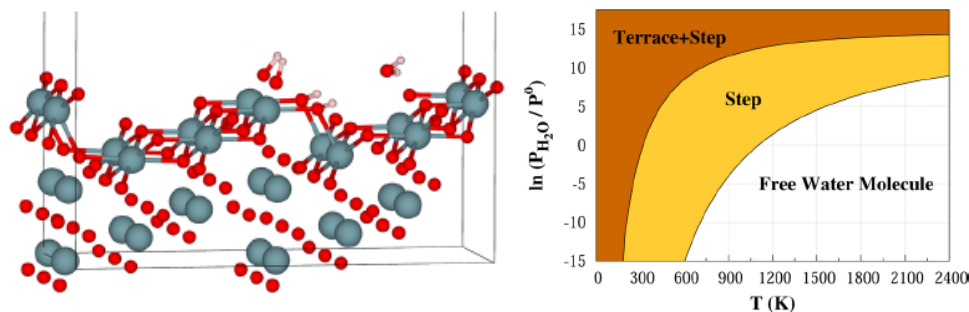 Terrace+Step
Step
Free Water Molecule
ln (P_H₂O / P⁰)
15
10
5
0
-5
-10
-15
0 300 600 900 1200 1500 1800 2100 2400
T (K)